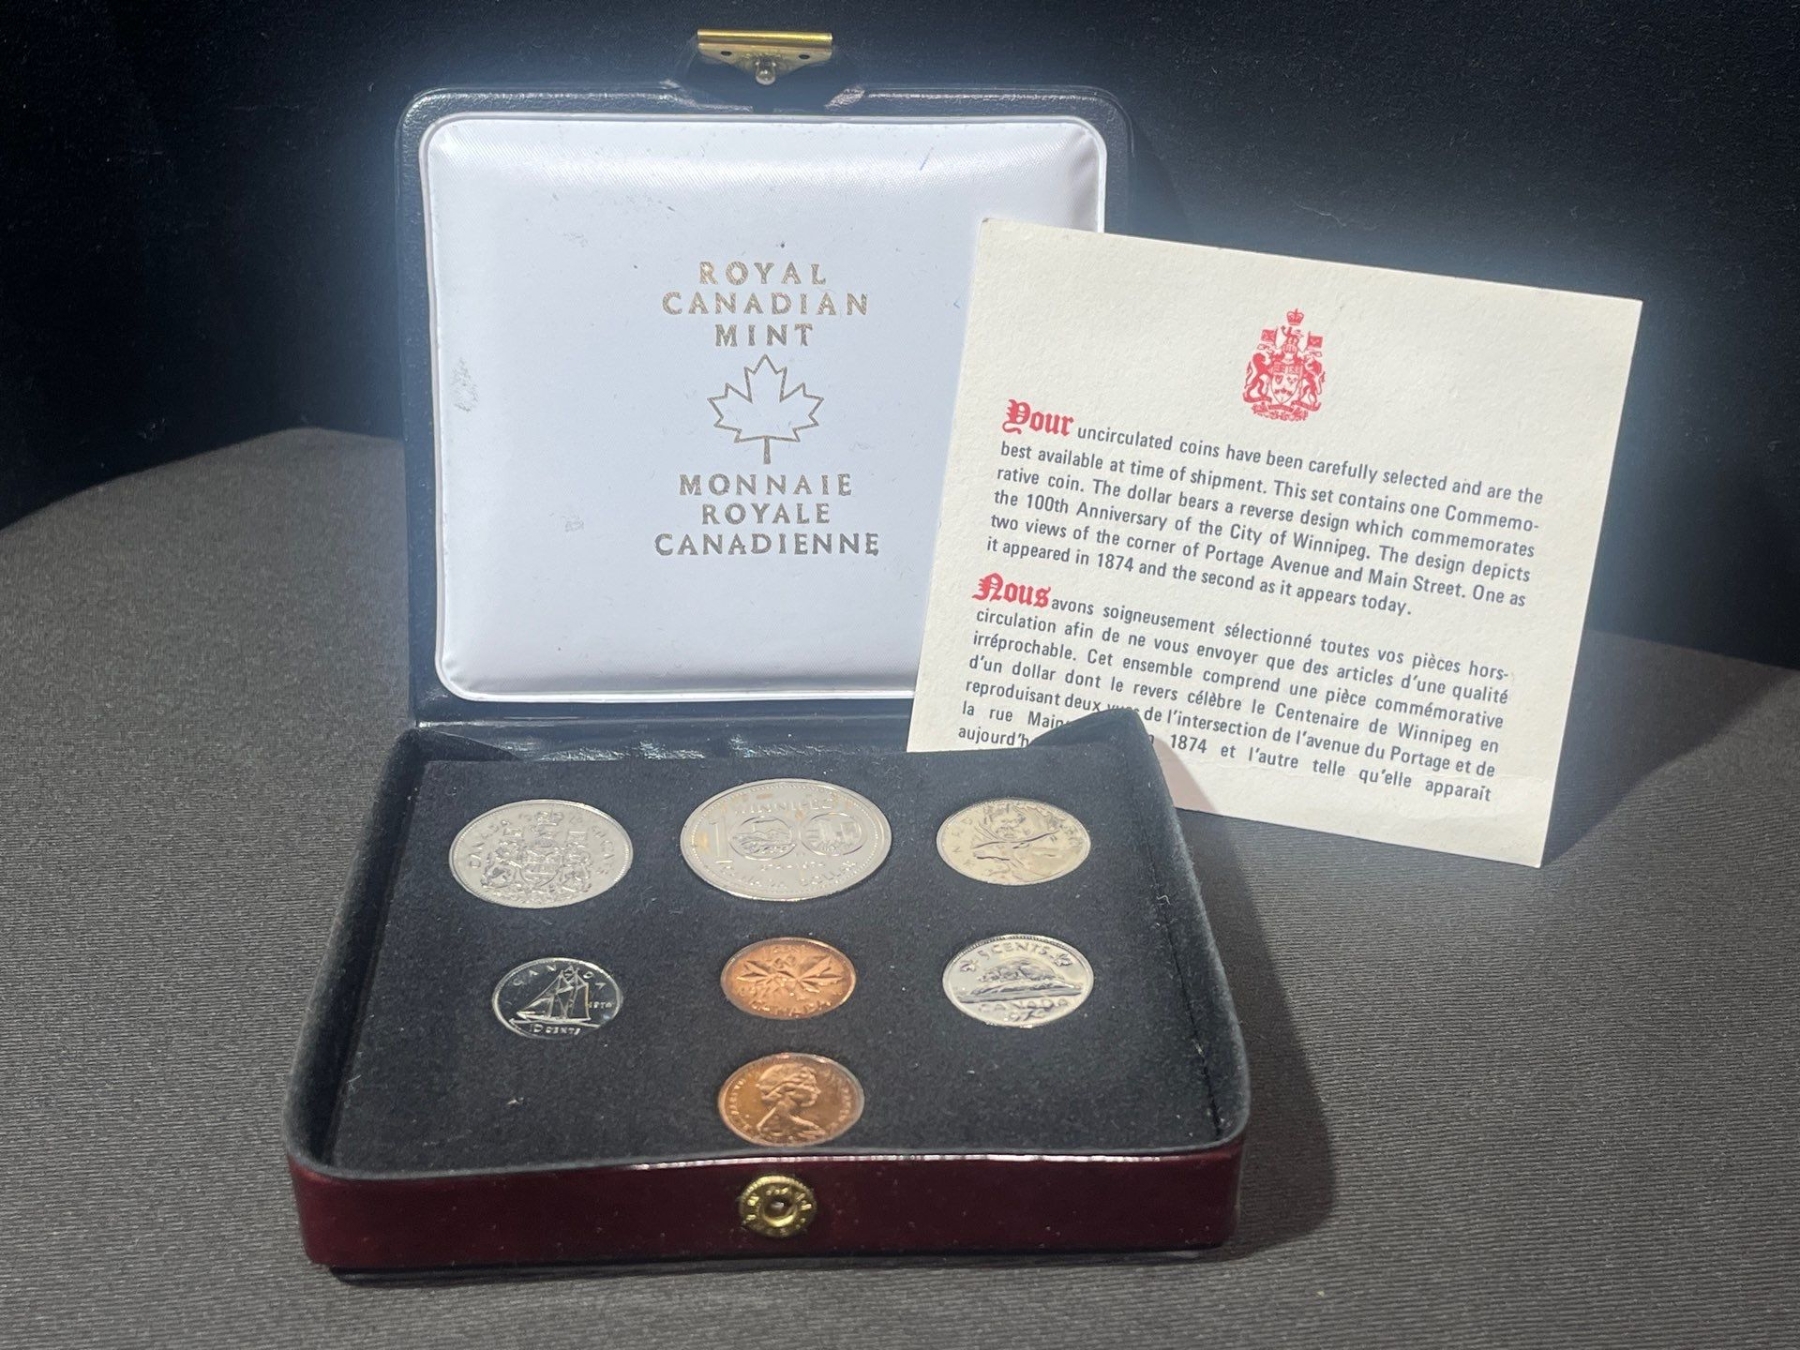 ROYAL
CANADIAN
MINT
MONNAIE
ROYALE
CANADIENNE
Your uncirculated coins have been carefully selected and are the
best available at time of shipment. This set contains one Commemo-
rative coin. The dollar bears a reverse design which commemorates
the 100th Anniversary of the City of Winnipeg. The design depicts
two views of the corner of Portage Avenue and Main Street. One as
it appeared in 1874 and the second as it appears today.
Nous avons soigneusement sélectionné toutes vos pièces hors-
circulation afin de ne vous envoyer que des articles d'une qualité
irréprochable. Cet ensemble comprend une pièce commémorative
d'un dollar dont le revers célèbre le Centenaire de Winnipeg en
reproduisant deux vues de l'intersection de l'avenue du Portage et de
la rue Main 1874 et l'autre telle qu'elle apparaît
aujourd'h
WINNIPEG
100
CANADA
1974
10 CENTS
CANADA
5 CENTS
CANADA
1974